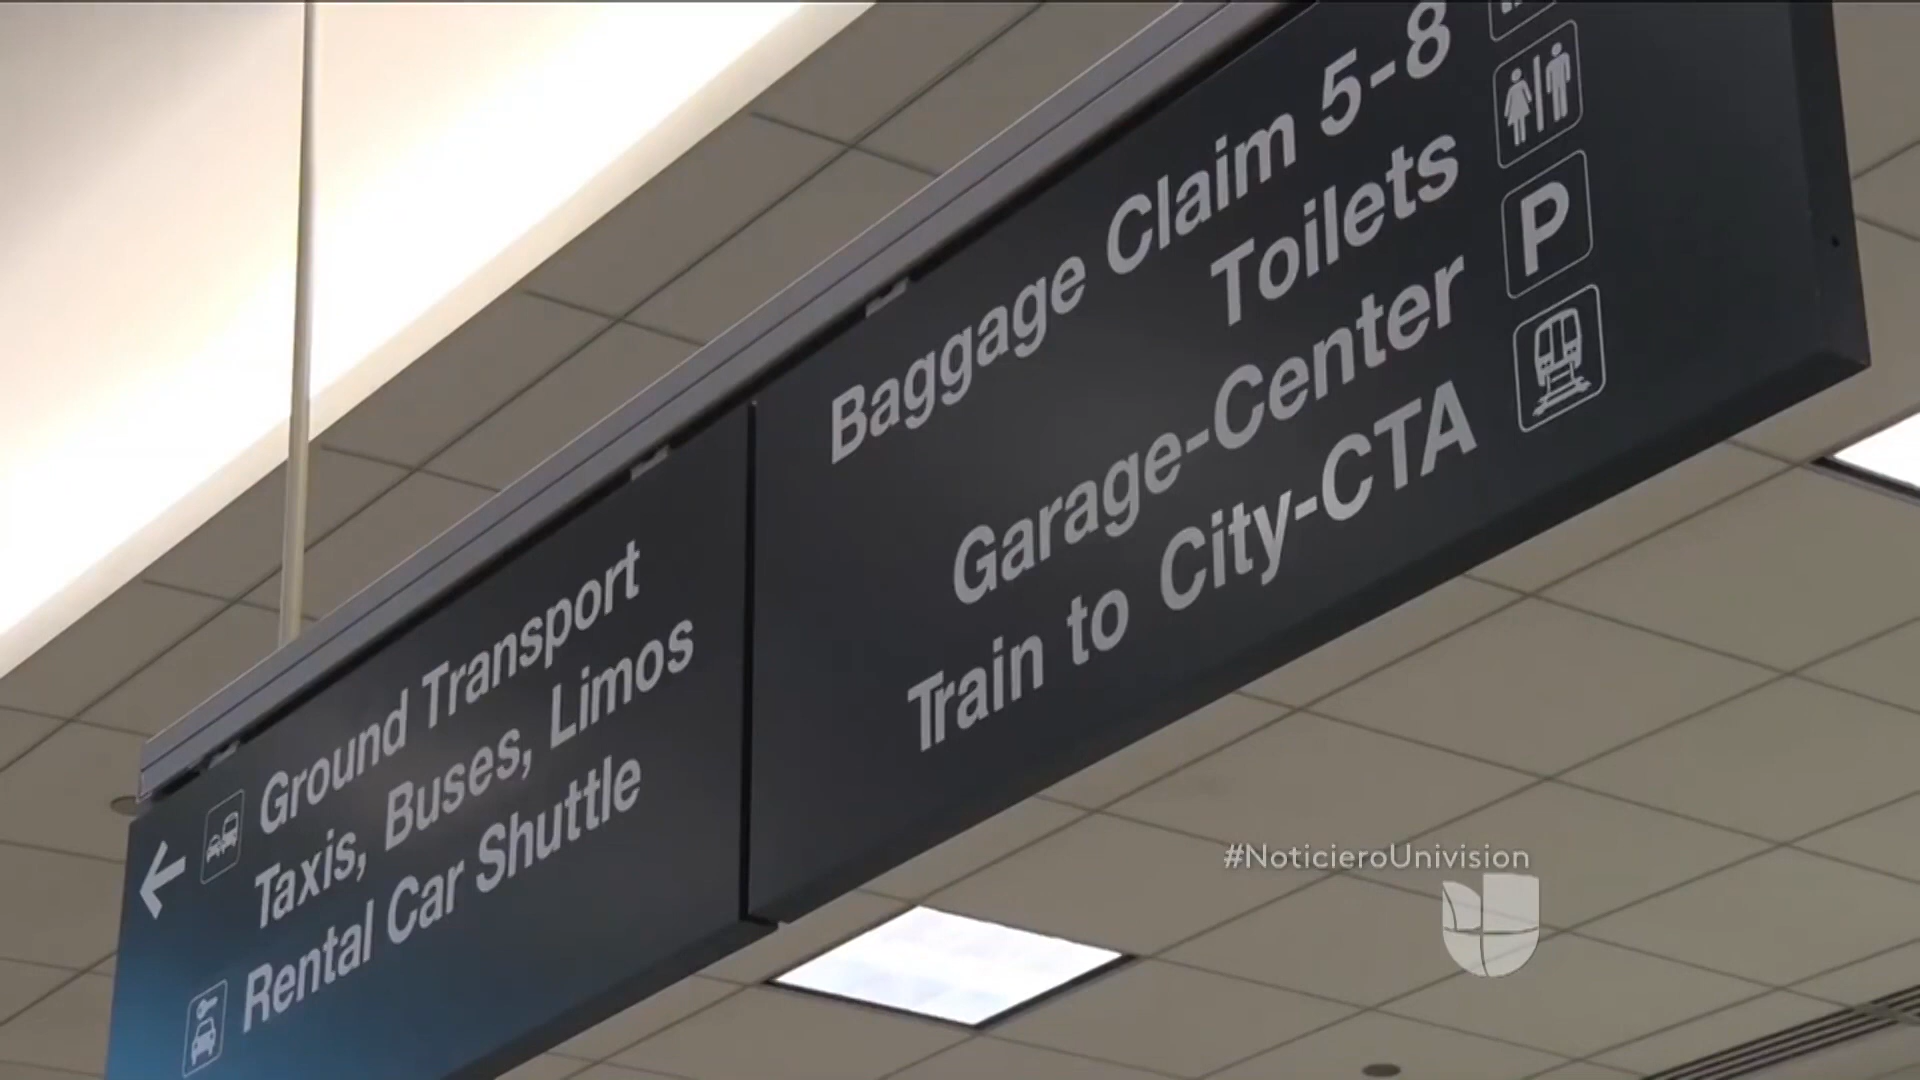 Ground Transport
Taxis, Buses, Limos
Rental Car Shuttle
Baggage Claim 5-8
Toilets
Garage-Center
P
Train to City-CTA
#NoticieroUnivision